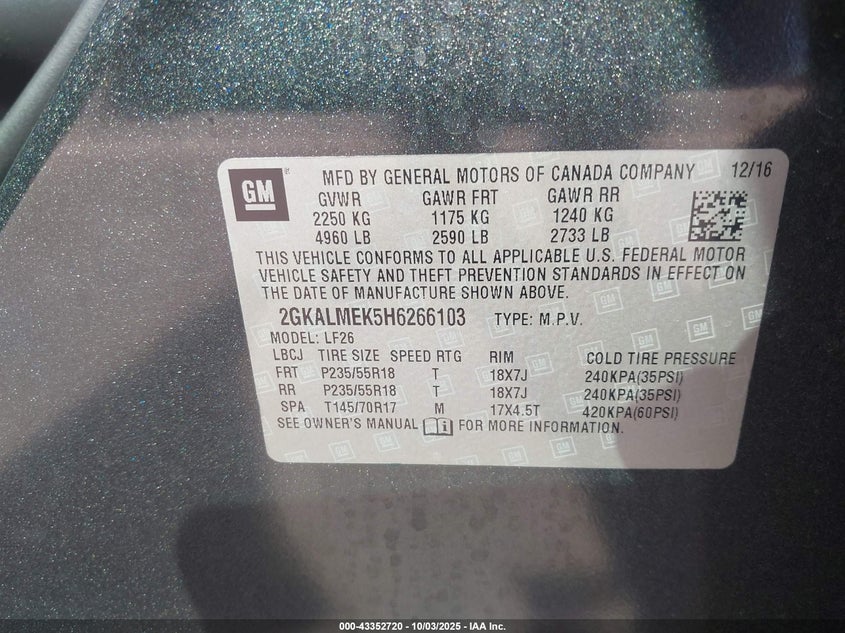 GM
MFD BY GENERAL MOTORS OF CANADA COMPANY 12/16
GVWR GAWR FRT GAWR RR
2250 KG 1175 KG 1240 KG
4960 LB 2590 LB 2733 LB
THIS VEHICLE CONFORMS TO ALL APPLICABLE U.S. FEDERAL MOTOR
VEHICLE SAFETY AND THEFT PREVENTION STANDARDS IN EFFECT ON
THE DATE OF MANUFACTURE SHOWN ABOVE.
2GKALMEK5H6266103 TYPE: M.P.V.
MODEL: LF26
LBCJ TIRE SIZE SPEED RTG RIM COLD TIRE PRESSURE
FRT P235/55R18 T 18X7J 240KPA(35PSI)
RR P235/55R18 T 18X7J 240KPA(35PSI)
SPA T145/70R17 M 17X4.5T 420KPA(60PSI)
SEE OWNER'S MANUAL FOR MORE INFORMATION.
000-43352720 - 10/03/2025 - IAA Inc.